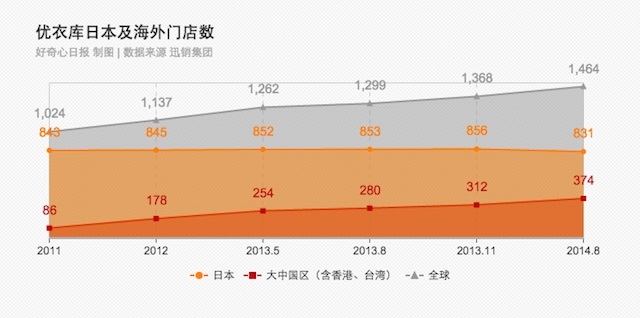 优衣库日本及海外门店数
好奇心日报 制图 | 数据来源 迅销集团
1,024 1,137 1,262 1,299 1,368 1,464
843 845 852 853 856 831
86 178 254 280 312 374
2011 2012 2013.5 2013.8 2013.11 2014.8
日本 大中国区（含香港、台湾） 全球